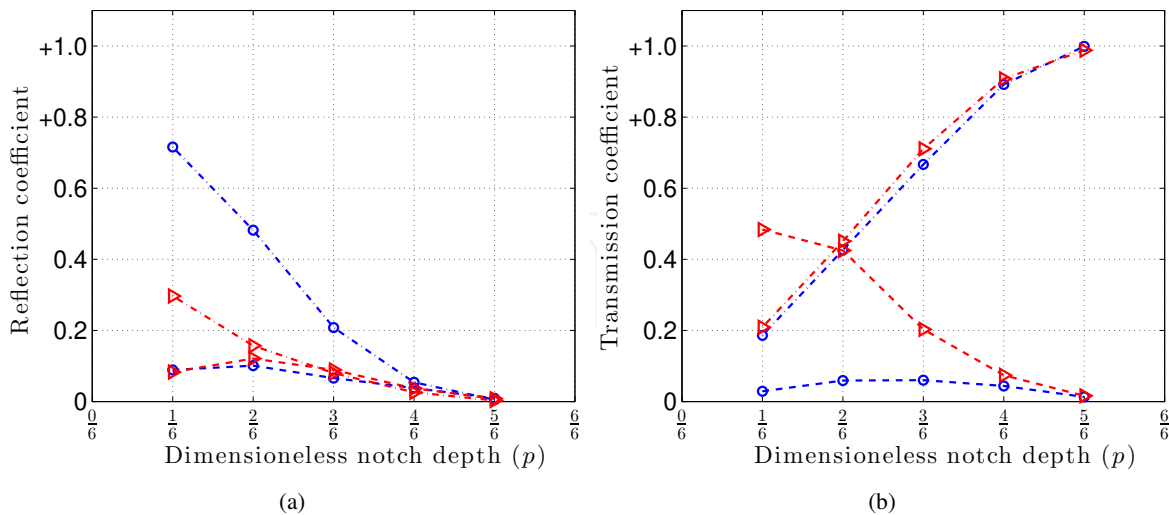 +1.0
+0.8
0.6
0.4
0.2
0
0/6 1/6 2/6 3/6 4/6 5/6 6/6
Reflection coefficient
Dimensioneless notch depth (p)
(a)
+1.0
+0.8
0.6
0.4
0.2
0
0/6 1/6 2/6 3/6 4/6 5/6 6/6
Transmission coefficient
Dimensioneless notch depth (p)
(b)